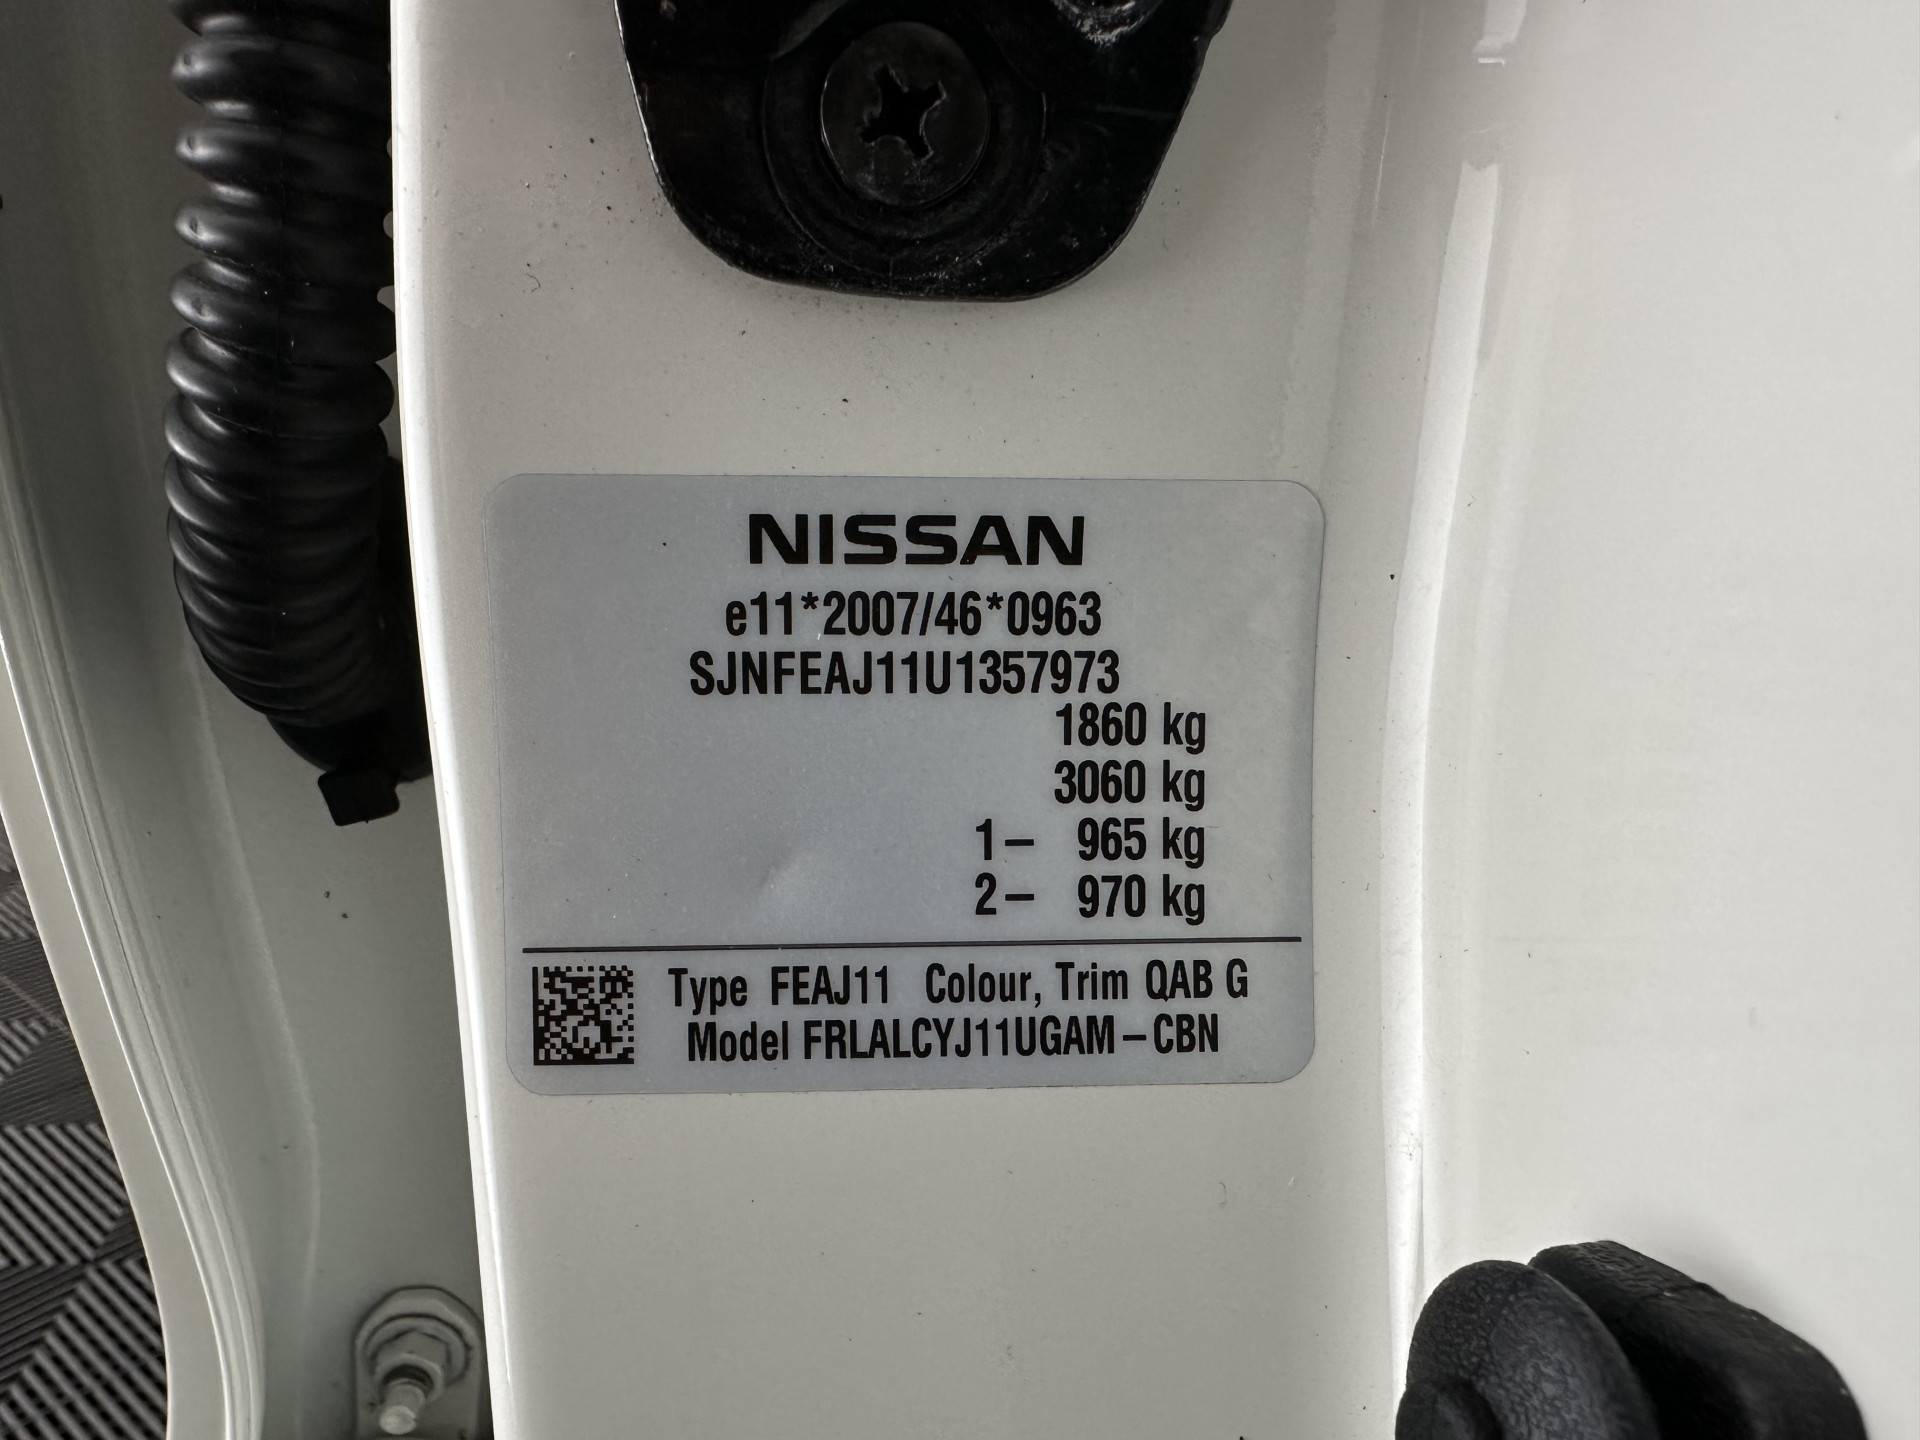 NISSAN
e11*2007/46*0963
SJNFEAJ11U1357973
1860 kg
3060 kg
1– 965 kg
2– 970 kg
Type FEAJ11 Colour, Trim QAB G
Model FRLALCYJ11UGAM–CBN